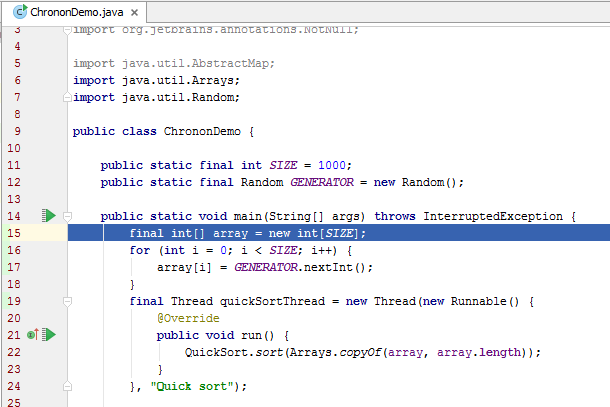 ChrononDemo.java
3 import org.jetbrains.annotations.NotNull;
4
5 import java.util.AbstractMap;
6 import java.util.Arrays;
7 import java.util.Random;
8
9 public class ChrononDemo {
10
11 public static final int SIZE = 1000;
12 public static final Random GENERATOR = new Random();
13
14 public static void main(String[] args) throws InterruptedException {
15 final int[] array = new int[SIZE];
16 for (int i = 0; i < SIZE; i++) {
17 array[i] = GENERATOR.nextInt();
18 }
19 final Thread quickSortThread = new Thread(new Runnable() {
20 @Override
21 public void run() {
22 QuickSort.sort(Arrays.copyOf(array, array.length));
23 }
24 }, "Quick sort");
25